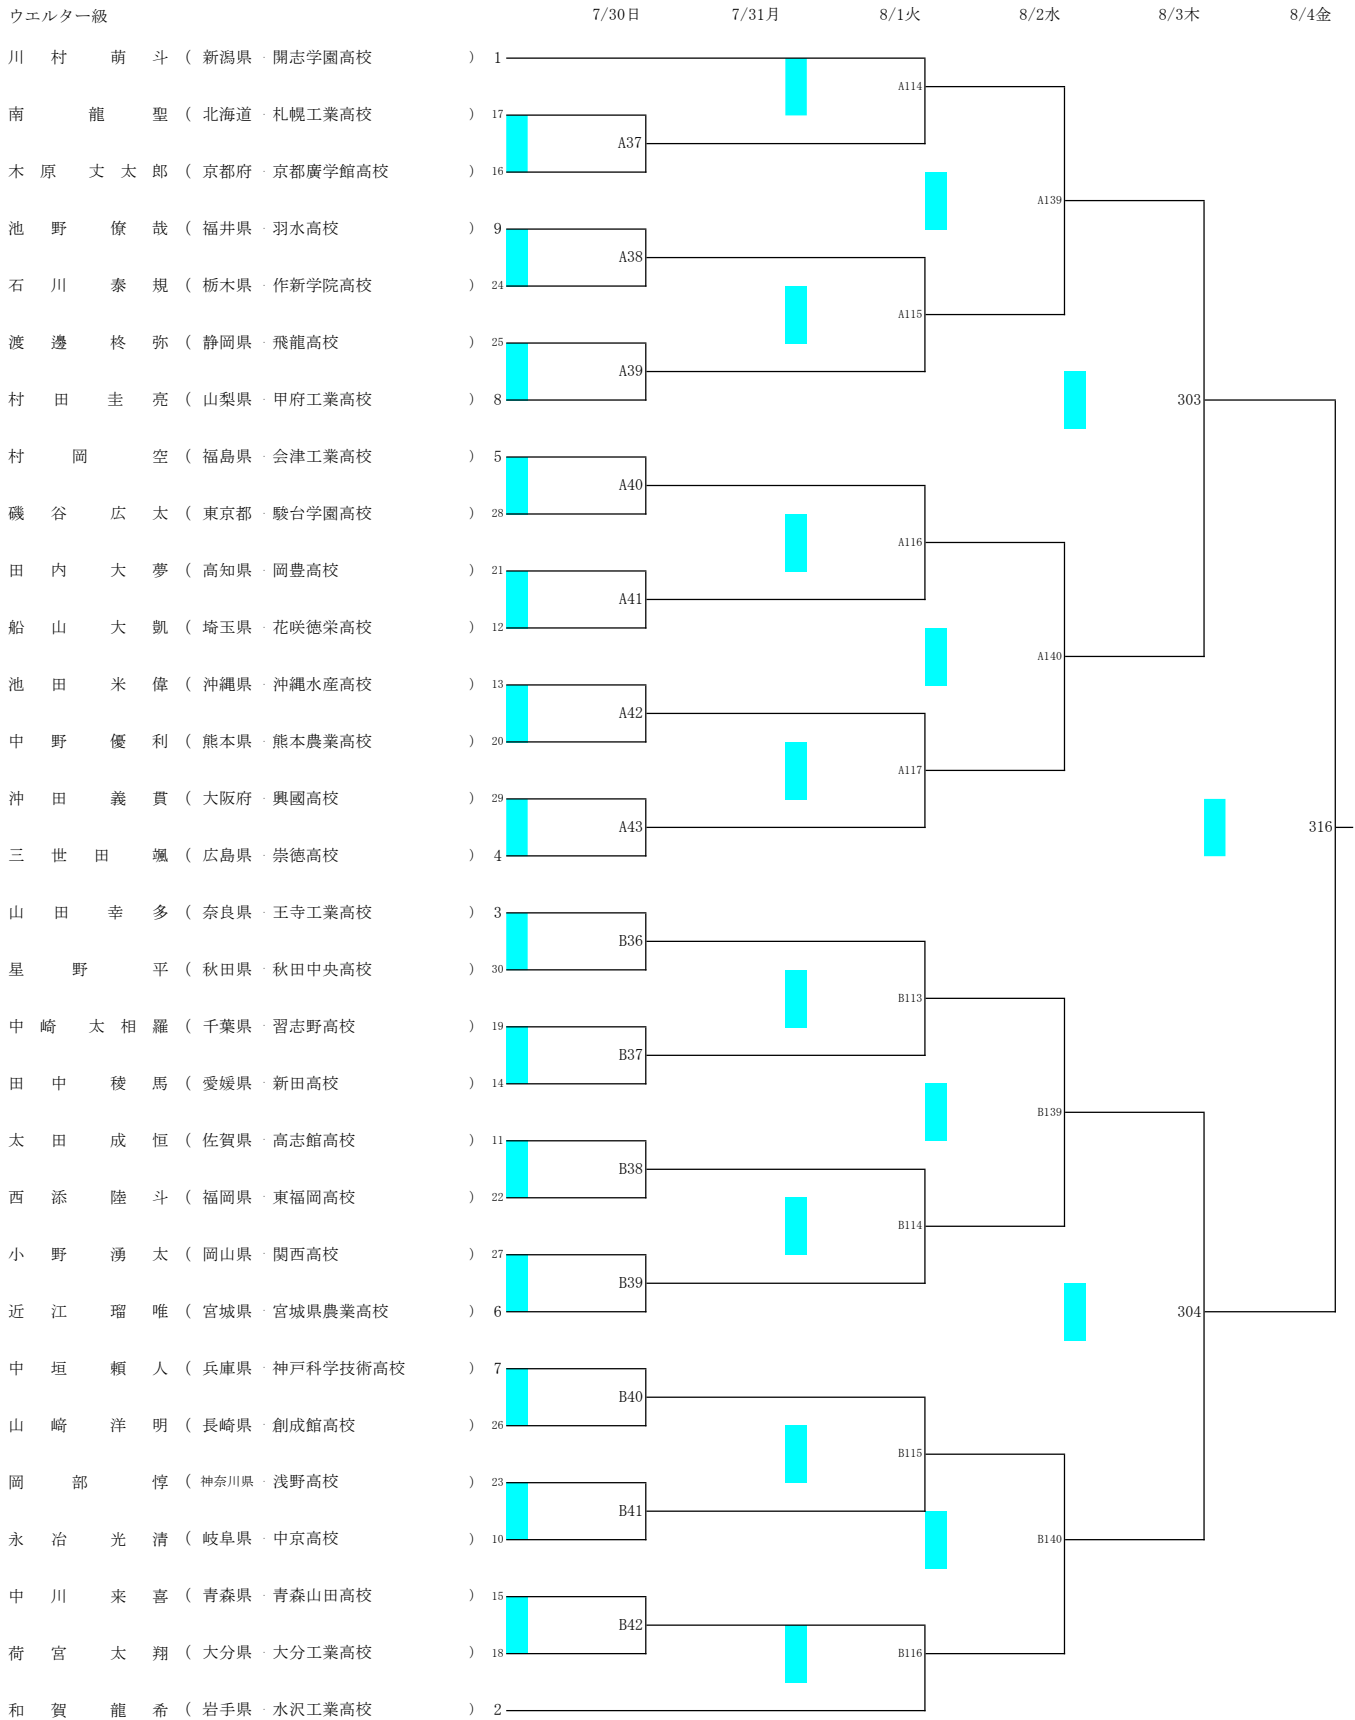 ウエルター級 7/30日 7/31月 8/1火 8/2水 8/3木 8/4金
川村 萌斗 ( 新潟県 · 開志学園高校 ) 1
A114
南 龍聖 ( 北海道 · 札幌工業高校 ) 17
A37
木原 丈太郎 ( 京都府 · 京都廣学館高校 ) 16
A139
池野 僚哉 ( 福井県 · 羽水高校 ) 9
A38
石川 泰規 ( 栃木県 · 作新学院高校 ) 24
A115
渡邊 柊弥 ( 静岡県 · 飛龍高校 ) 25
A39
村田 圭亮 ( 山梨県 · 甲府工業高校 ) 8 303
村岡 空 ( 福島県 · 会津工業高校 ) 5
A40
磯谷 広太 ( 東京都 · 駿台学園高校 ) 28
A116
田内 大夢 ( 高知県 · 岡豊高校 ) 21
A41
船山 大凱 ( 埼玉県 · 花咲徳栄高校 ) 12
A140
池田 米偉 ( 沖縄県 · 沖縄水産高校 ) 13
A42
中野 優利 ( 熊本県 · 熊本農業高校 ) 20
A117
沖田 義貫 ( 大阪府 · 興國高校 ) 29
A43 316
三世田 颯 ( 広島県 · 崇徳高校 ) 4
山田 幸多 ( 奈良県 · 王寺工業高校 ) 3
B36
星野 平 ( 秋田県 · 秋田中央高校 ) 30
B113
中崎 太相羅 ( 千葉県 · 習志野高校 ) 19
B37
田中 稜馬 ( 愛媛県 · 新田高校 ) 14
B139
太田 成恒 ( 佐賀県 · 高志館高校 ) 11
B38
西添 陸斗 ( 福岡県 · 東福岡高校 ) 22
B114
小野 湧太 ( 岡山県 · 関西高校 ) 27
B39
近江 瑠唯 ( 宮城県 · 宮城県農業高校 ) 6 304
中垣 頼人 ( 兵庫県 · 神戸科学技術高校 ) 7
B40
山﨑 洋明 ( 長崎県 · 創成館高校 ) 26
B115
岡部 惇 ( 神奈川県 · 浅野高校 ) 23
B41
永冶 光清 ( 岐阜県 · 中京高校 ) 10 B140
中川 来喜 ( 青森県 · 青森山田高校 ) 15
B42
荷宮 太翔 ( 大分県 · 大分工業高校 ) 18 B116
和賀 龍希 ( 岩手県 · 水沢工業高校 ) 2